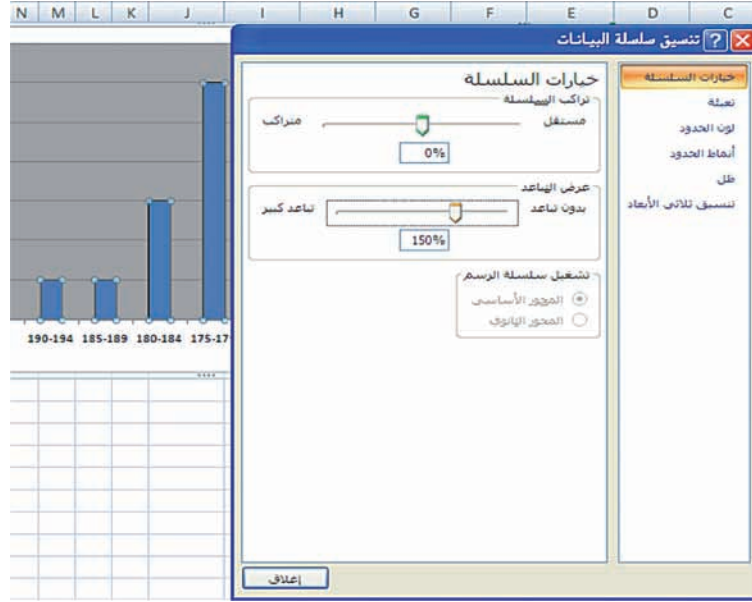 N M L K J I H G F E D C
تنسيق سلسلة البيانات
خيارات السلسلة
تعبئة
لون الحدود
أنماط الحدود
ظل
تنسيق ثلاثي الأبعاد
خيارات السلسلة
تراكب السلسلة
مستقل
متراكب
0%
عرض التباعد
بدون تباعد
تباعد كبير
150%
تشغيل سلسلة الرسم
المحور الأساسي
المحور الثانوي
إغلاق
190-194 185-189 180-184 175-17